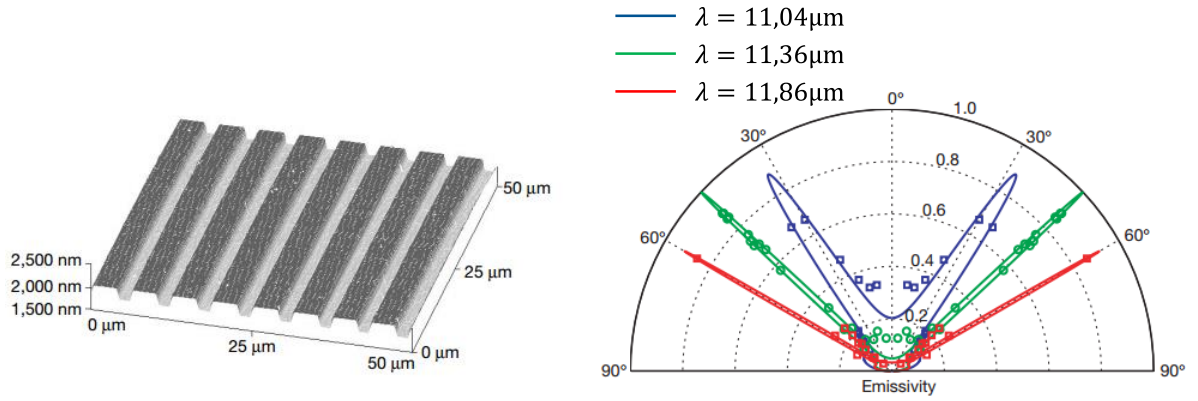 λ = 11,04μm
λ = 11,36μm
λ = 11,86μm
0°
1.0
30°
30°
0.8
0.6
60°
60°
0.4
0.2
90°
90°
Emissivity
50 μm
25 μm
0 μm
2,500 nm
2,000 nm
1,500 nm
0 μm
25 μm
50 μm